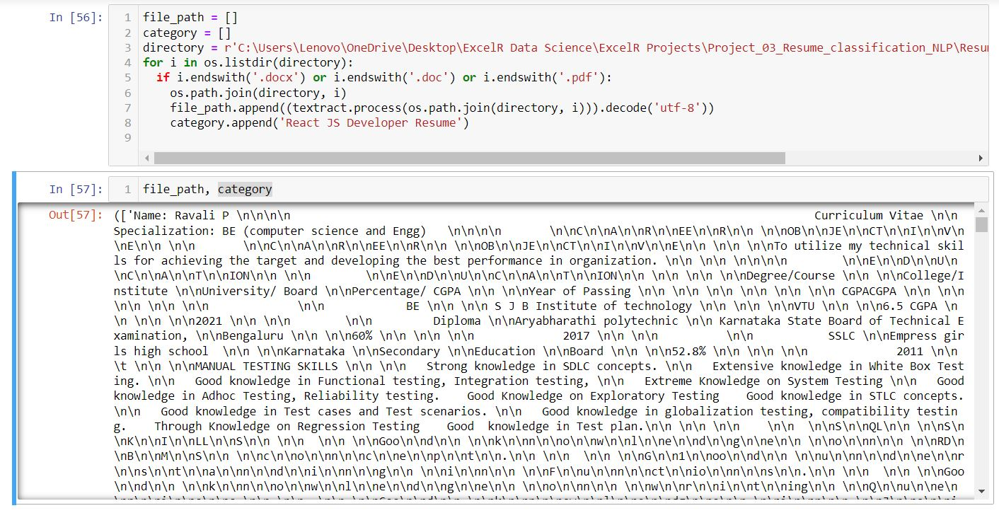 In [56]:
1 file_path = []
2 category = []
3 directory = r'C:\Users\Lenovo\OneDrive\Desktop\ExcelR Data Science\ExcelR Projects\Project_03_Resume_classification_NLP\Resu
4 for i in os.listdir(directory):
5 if i.endswith('.docx') or i.endswith('.doc') or i.endswith('.pdf'):
6 os.path.join(directory, i)
7 file_path.append((textract.process(os.path.join(directory, i))).decode('utf-8'))
8 category.append('React JS Developer Resume')
9
In [57]:
1 file_path, category
Out[57]: (['Name: Ravali P \n\n\n\n Curriculum Vitae \n\n
Specialization: BE (computer science and Engg) \n\n\n\n \n\nC\n\nA\n\nR\n\nEE\n\nR\n\n \n\nOB\n\nJE\n\nCT\n\nI\n\nV\n
\nE\n\n \n\n \n\nC\n\nA\n\nR\n\nEE\n\nR\n\n \n\nOB\n\nJE\n\nCT\n\nI\n\nV\n\nE\n\n \n\n \n\nTo utilize my technical skil
ls for achieving the target and developing the best performance in organization. \n\n \n\n \n\n\n\n \n\nE\n\nD\n\nU\n
\nC\n\nA\n\nT\n\nION\n\n \n\n \n\nE\n\nD\n\nU\n\nC\n\nA\n\nT\n\nION\n\n \n\n \n\n \n\nDegree/Course \n\n \n\nCollege/I
nstitute \n\nUniversity/ Board \n\nPercentage/ CGPA \n\n \n\nYear of Passing \n\n \n\n \n\n \n\n \n\n \n\n CGPACGPA \n\n \n\n
\n\n \n\n \n\n \n\n BE \n\n \n\n S J B Institute of technology \n\n \n\n \n\nVTU \n\n \n\n6.5 CGPA \n
\n \n\n \n\n2021 \n\n \n\n \n\n Diploma \n\nAryabharathi polytechnic \n\n Karnataka State Board of Technical E
xamination, \n\nBengaluru \n\n \n\n60% \n\n \n\n \n\n 2017 \n\n \n\n \n\n SSLC \n\nEmpress gir
ls high school \n\n \n\nKarnataka \n\nSecondary \n\nEducation \n\nBoard \n\n \n\n52.8% \n\n \n\n \n\n 2011 \n\n
\t \n\n \n\nMANUAL TESTING SKILLS \n\n \n\n Strong knowledge in SDLC concepts. \n\n Extensive knowledge in White Box Test
ing. \n\n Good knowledge in Functional testing, Integration testing, \n\n Extreme Knowledge on System Testing \n\n Good
knowledge in Adhoc Testing, Reliability testing. Good Knowledge on Exploratory Testing Good knowledge in STLC concepts.
\n\n Good knowledge in Test cases and Test scenarios. \n\n Good knowledge in globalization testing, compatibility testin
g. Through Knowledge on Regression Testing Good knowledge in Test plan.\n\n \n\n \n\n \n\n \n\nS\n\nQL\n\n \n\nS\n
\nK\n\nI\n\nLL\n\nS\n\n \n\n \n\n \n\nGoo\n\nd\n\n \n\nk\n\nn\n\no\n\nw\n\nl\n\ne\n\nd\n\ng\n\ne\n\n \n\no\n\nn\n\n \n\nRD\n
\nB\n\nM\n\nS\n\n \n\nc\n\no\n\nn\n\nc\n\ne\n\np\n\nt\n\n.\n\n \n\n \n\n \n\nG\n\n1\n\noo\n\nd\n\n \n\nu\n\nn\n\nd\n\ne\n\nr
\n\ns\n\nt\n\na\n\nn\n\nd\n\ni\n\nn\n\ng\n\n \n\ni\n\nn\n\n \n\nF\n\nu\n\nn\n\nct\n\nio\n\nn\n\ns\n\n.\n\n \n\n \n\n \n\nGoo
\n\nd\n\n \n\nk\n\nn\n\no\n\nw\n\nl\n\ne\n\nd\n\ng\n\ne\n\n \n\no\n\nn\n\n \n\nw\n\nr\n\ni\n\nt\n\ning\n\n \n\nQ\n\nu\n\ne\n